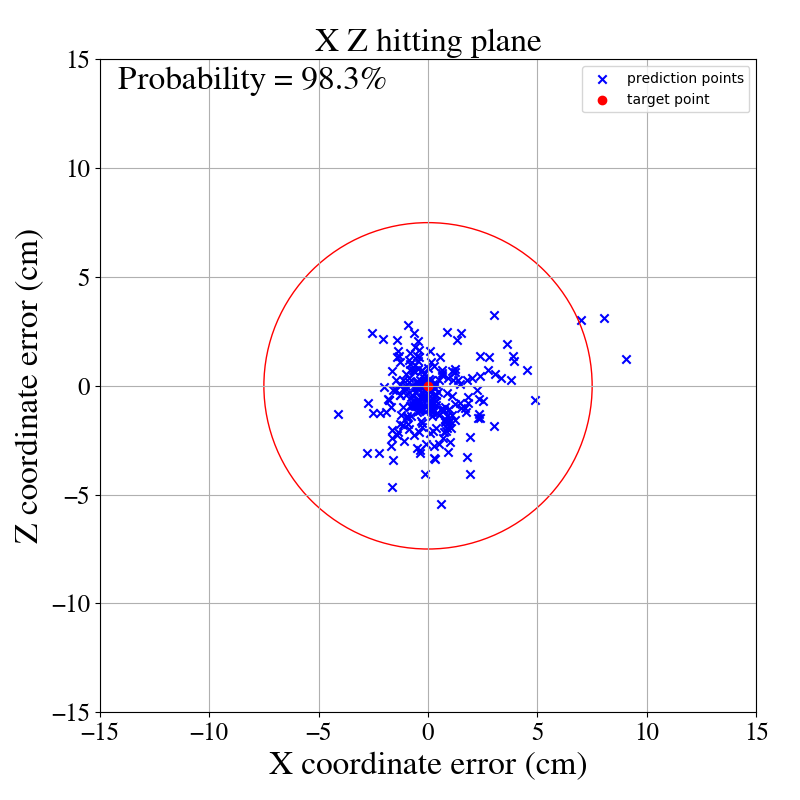 X Z hitting plane
Probability = 98.3%
prediction points
target point
15
10
5
0
−5
−10
−15
Z coordinate error (cm)
−15 −10 −5 0 5 10 15
X coordinate error (cm)